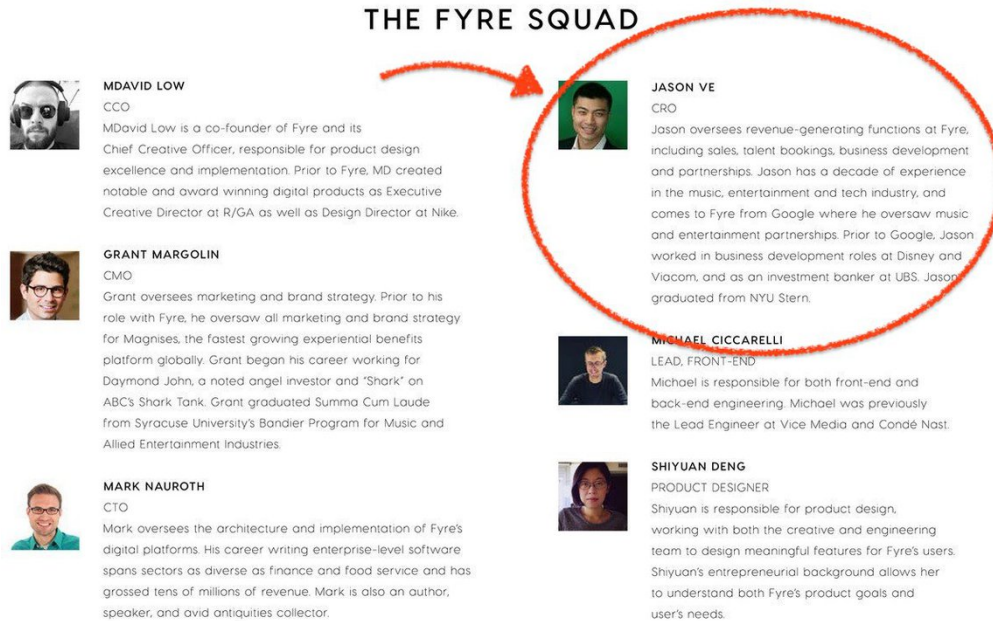 THE FYRE SQUAD
MDAVID LOW
CCO
MDavid Low is a co-founder of Fyre and its
Chief Creative Officer, responsible for product design
excellence and implementation. Prior to Fyre, MD created
notable and award winning digital products as Executive
Creative Director at R/GA as well as Design Director at Nike.
GRANT MARGOLIN
CMO
Grant oversees marketing and brand strategy. Prior to his
role with Fyre, he oversaw all marketing and brand strategy
for Magnises, the fastest growing experiential benefits
platform globally. Grant began his career working for
Daymond John, a noted angel investor and "Shark" on
ABC's Shark Tank. Grant graduated Summa Cum Laude
from Syracuse University's Bandier Program for Music and
Allied Entertainment Industries.
MARK NAUROTH
CTO
Mark oversees the architecture and implementation of Fyre's
digital platforms. His career writing enterprise-level software
spans sectors as diverse as finance and food service and has
grossed tens of millions of revenue. Mark is also an author,
speaker, and avid antiquities collector.
JASON VE
CRO
Jason oversees revenue-generating functions at Fyre,
including sales, talent bookings, business development
and partnerships. Jason has a decade of experience
in the music, entertainment and tech industry, and
comes to Fyre from Google where he oversaw music
and entertainment partnerships. Prior to Google, Jason
worked in business development roles at Disney and
Viacom, and as an investment banker at UBS. Jason
graduated from NYU Stern.
MICHAEL CICCARELLI
LEAD, FRONT-END
Michael is responsible for both front-end and
back-end engineering. Michael was previously
the Lead Engineer at Vice Media and Condé Nast.
SHIYUAN DENG
PRODUCT DESIGNER
Shiyuan is responsible for product design,
working with both the creative and engineering
team to design meaningful features for Fyre's users.
Shiyuan's entrepreneurial background allows her
to understand both Fyre's product goals and
user's needs.